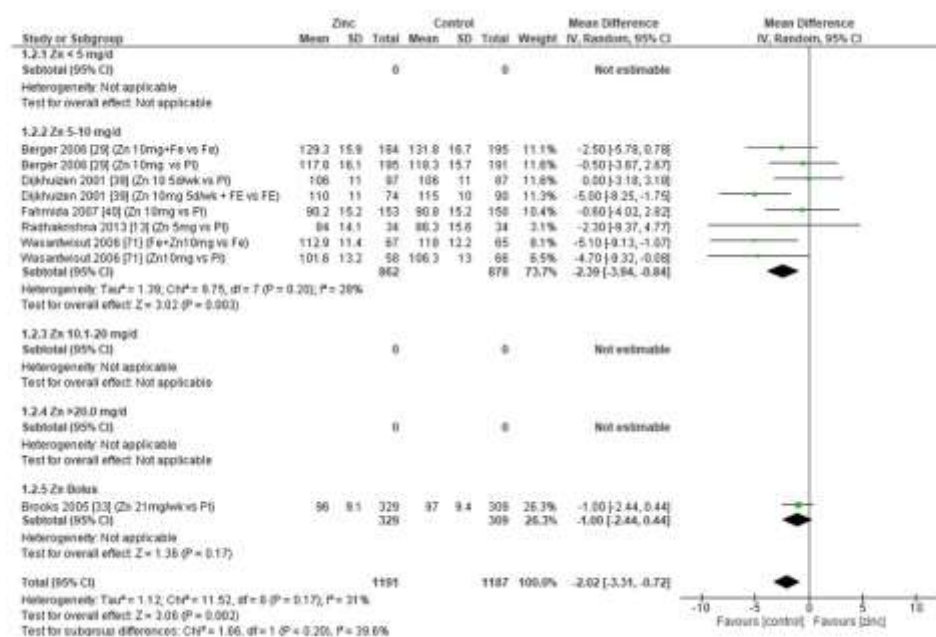 Zinc Control Mean Difference Mean Difference
Study or Subgroup Mean SD Total Mean SD Total Weight IV, Random, 95% CI IV, Random, 95% CI
1.2.1 Zn < 5 mg/d
Subtotal (95% CI) 0 0 Not estimable
Heterogeneity: Not applicable
Test for overall effect: Not applicable
1.2.2 Zn 5-10 mg/d
Berger 2006 [29] (Zn 10mg+Fe vs Fe) 129.3 15.9 184 131.8 16.7 195 11.1% -2.50 [-5.78, 0.78]
Berger 2006 [29] (Zn 10mg vs Pl) 117.8 16.1 195 118.3 15.7 191 11.6% -0.50 [-3.67, 2.67]
Dijkhuizen 2001 [39] (Zn 10 5d/wk vs Pl) 106 11 97 106 11 87 11.6% 0.00 [-3.18, 3.18]
Dijkhuizen 2001 [39] (Zn 10mg 5d/wk + FE vs FE) 110 11 74 115 10 90 11.3% -5.00 [-8.25, -1.75]
Fahmida 2007 [40] (Zn 10mg vs Pl) 90.2 15.2 153 90.8 15.2 150 10.4% -0.60 [-4.02, 2.82]
Radhakrishna 2013 [13] (Zn 5mg vs Pl) 84 14.1 34 86.3 15.6 34 3.0% -2.30 [-9.37, 4.77]
Wasantwisut 2006 [71] (Fe+Zn10mg vs Fe) 112.9 11.4 67 118 12.2 65 8.1% -5.10 [-9.13, -1.07]
Wasantwisut 2006 [71] (Zn10mg vs Pl) 101.6 13.2 58 106.3 13 66 6.5% -4.70 [-9.32, -0.08]
Subtotal (95% CI) 862 878 73.7% -2.39 [-3.94, -0.84]
Heterogeneity: Tau² = 1.39; Chi² = 9.75, df = 7 (P = 0.20); I² = 28%
Test for overall effect: Z = 3.02 (P = 0.003)
1.2.3 Zn 10.1-20 mg/d
Subtotal (95% CI) 0 0 Not estimable
Heterogeneity: Not applicable
Test for overall effect: Not applicable
1.2.4 Zn >20.0 mg/d
Subtotal (95% CI) 0 0 Not estimable
Heterogeneity: Not applicable
Test for overall effect: Not applicable
1.2.5 Zn Bolus
Brooks 2005 [33] (Zn 21mg/wk vs Pl) 96 9.1 329 97 9.4 309 26.3% -1.00 [-2.44, 0.44]
Subtotal (95% CI) 329 309 26.3% -1.00 [-2.44, 0.44]
Heterogeneity: Not applicable
Test for overall effect: Z = 1.36 (P = 0.17)
Total (95% CI) 1191 1187 100.0% -2.02 [-3.31, -0.72]
Heterogeneity: Tau² = 1.12; Chi² = 11.52, df = 8 (P = 0.17); I² = 31%
Test for overall effect: Z = 3.06 (P = 0.002)
Test for subgroup differences: Chi² = 1.66, df = 1 (P = 0.20), I² = 39.6%
-10 -5 0 5 10
Favours [control] Favours [zinc]